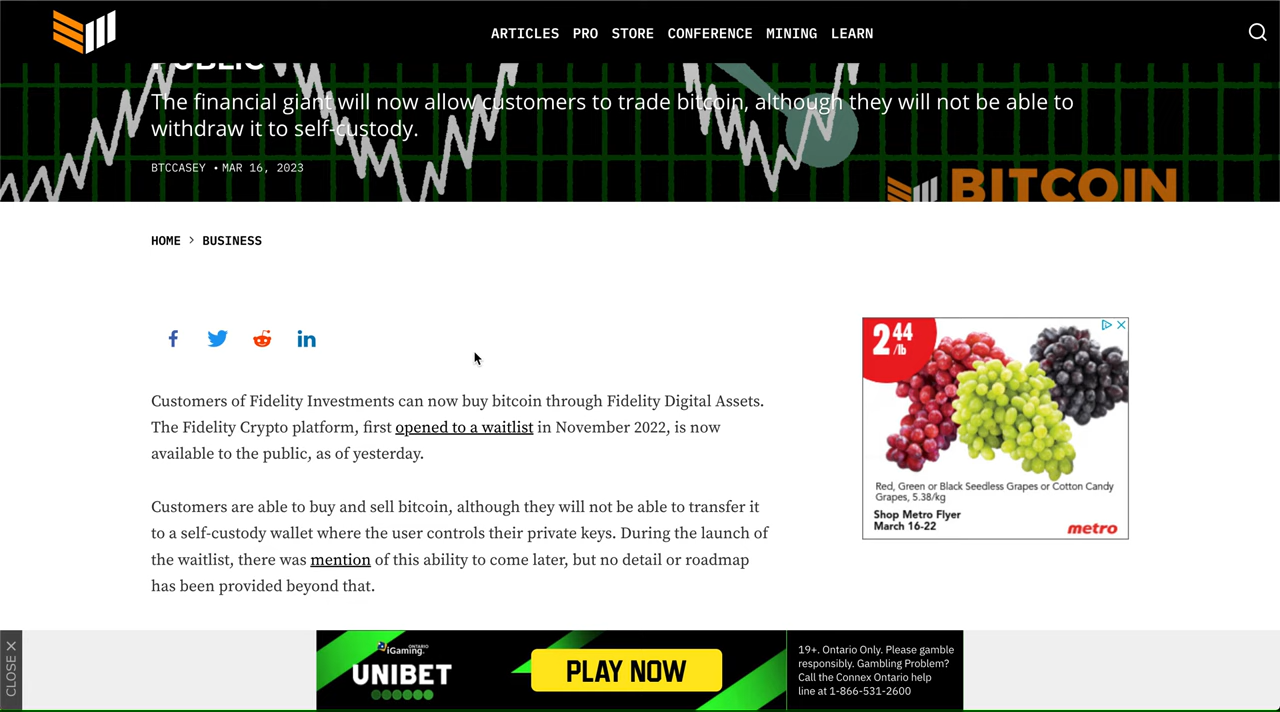 ARTICLES PRO STORE CONFERENCE MINING LEARN
PUBLIC
The financial giant will now allow customers to trade bitcoin, although they will not be able to
withdraw it to self-custody.
BTCCASEY • MAR 16, 2023
BITCOIN
HOME > BUSINESS
Customers of Fidelity Investments can now buy bitcoin through Fidelity Digital Assets.
The Fidelity Crypto platform, first opened to a waitlist in November 2022, is now
available to the public, as of yesterday.
Customers are able to buy and sell bitcoin, although they will not be able to transfer it
to a self-custody wallet where the user controls their private keys. During the launch of
the waitlist, there was mention of this ability to come later, but no detail or roadmap
has been provided beyond that.
2 44
/lb
Red, Green or Black Seedless Grapes or Cotton Candy
Grapes, 5.38/kg
Shop Metro Flyer
March 16-22
metro
CLOSE X
ONTARIO
iGaming.
UNIBET
PLAY NOW
19+. Ontario Only. Please gamble
responsibly. Gambling Problem?
Call the Connex Ontario help
line at 1-866-531-2600